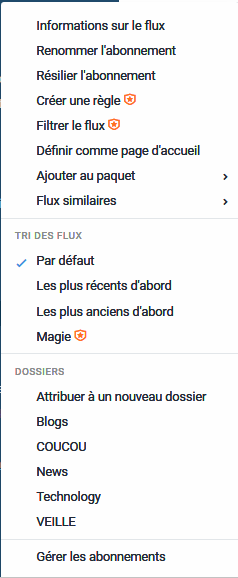 Informations sur le flux
Renommer l'abonnement
Résilier l'abonnement
Créer une règle
Filtrer le flux
Définir comme page d'accueil
Ajouter au paquet
Flux similaires
TRI DES FLUX
Par défaut
Les plus récents d'abord
Les plus anciens d'abord
Magie
DOSSIERS
Attribuer à un nouveau dossier
Blogs
COUCOU
News
Technology
VEILLE
Gérer les abonnements